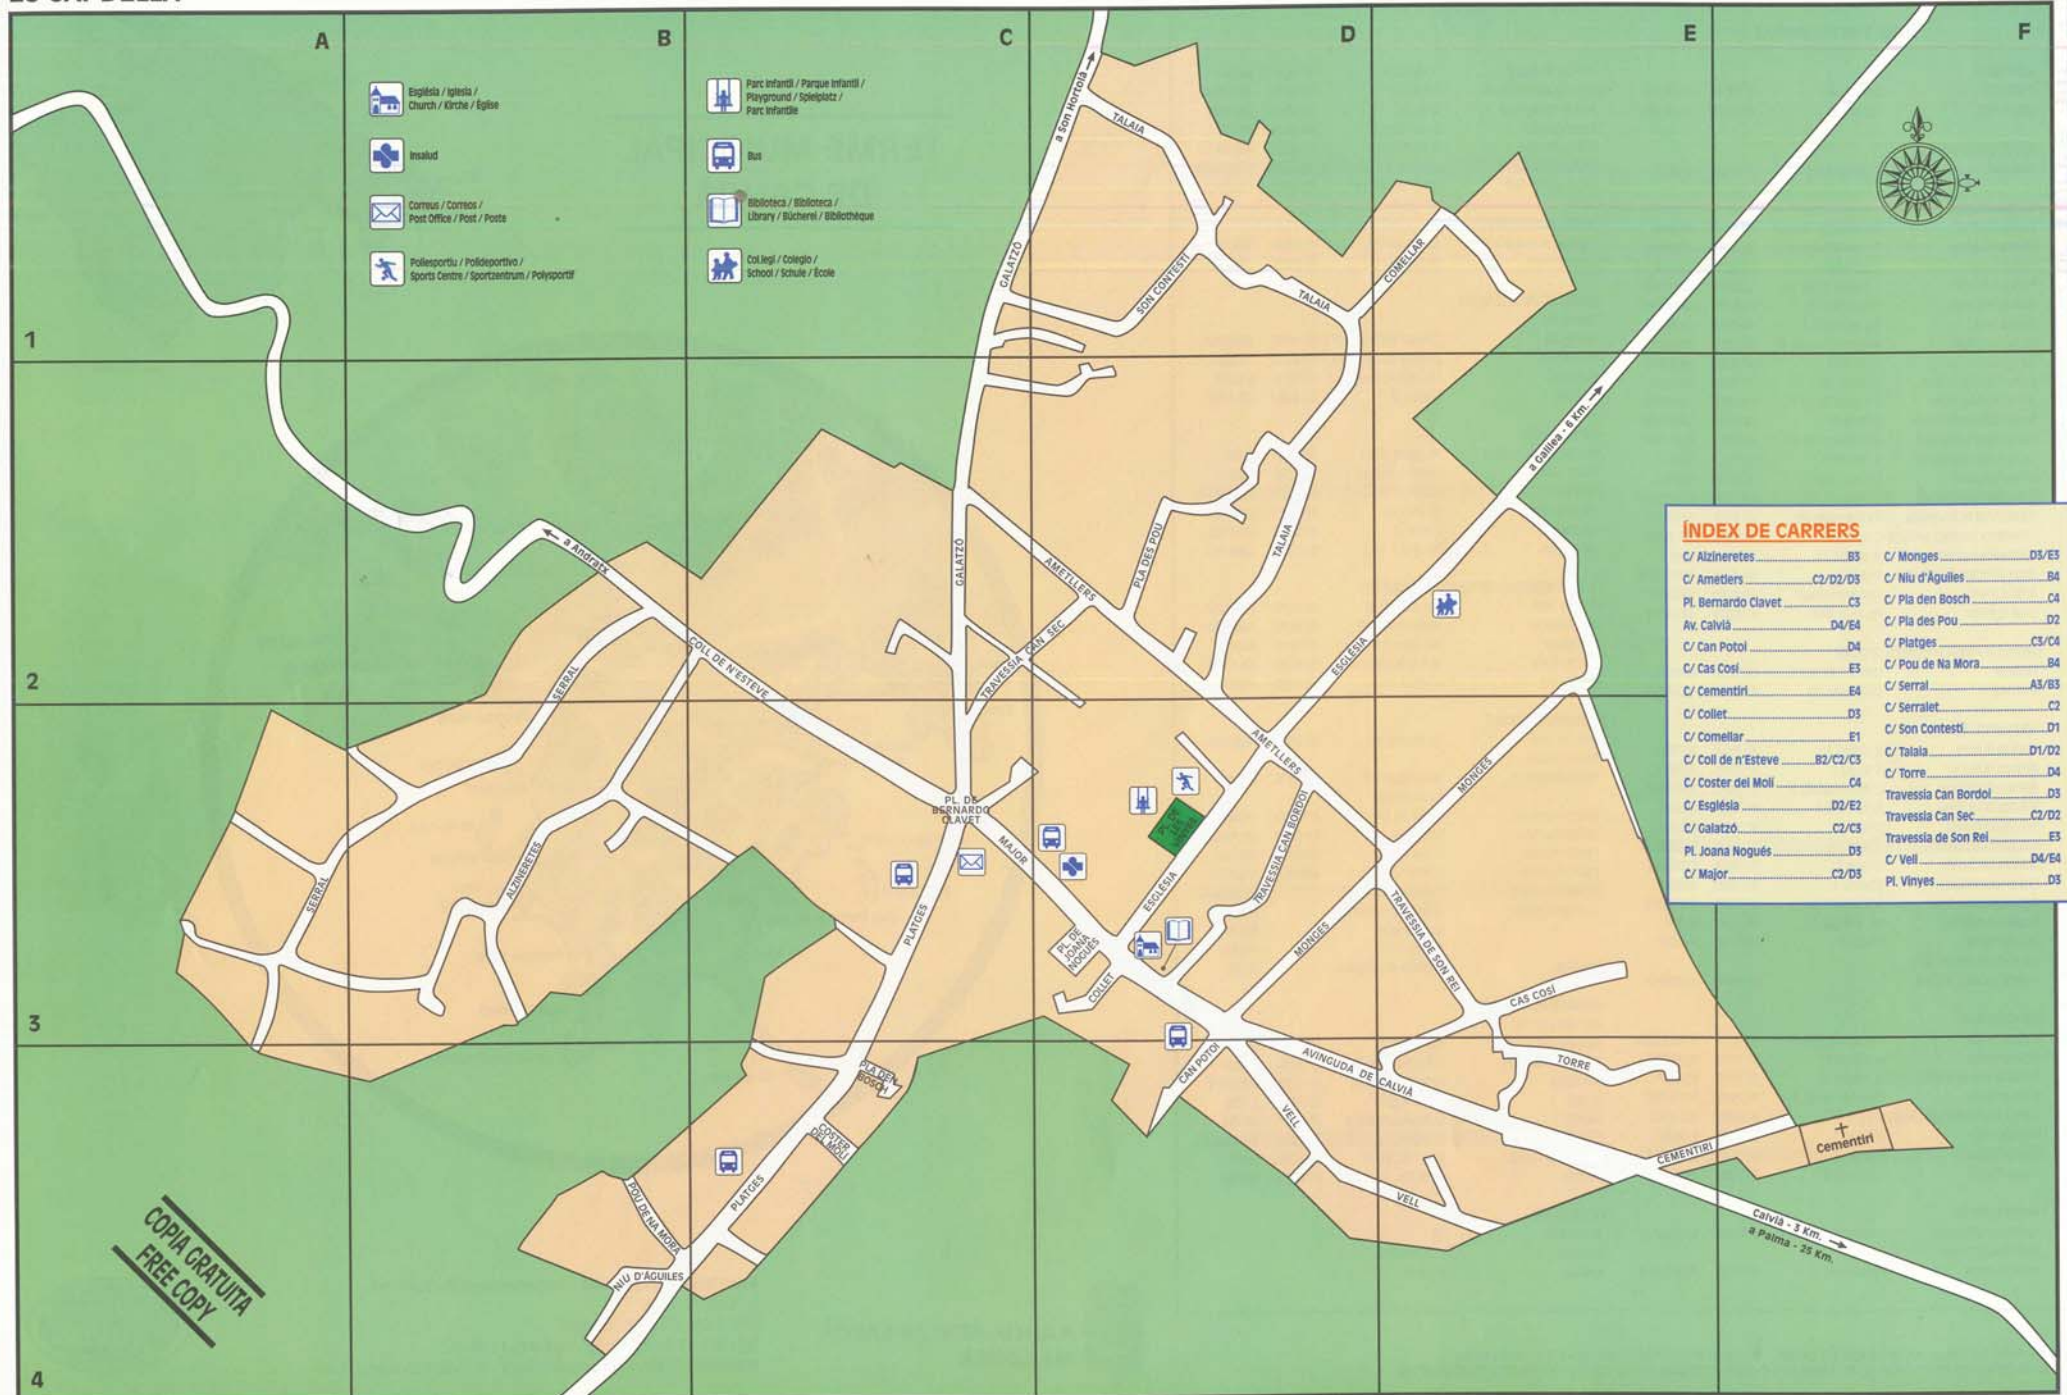 ES CAPDELLÀ
A
B
C
D
E
F
1
2
3
4
Església / Iglesia /
Church / Kirche / Église
Insalud
Correus / Correos /
Post Office / Post / Poste
Poliesportiu / Polideportivo /
Sports Centre / Sportzentrum / Polysportif
Parc Infantil / Parque Infantil /
Playground / Spielplatz /
Parc Infantile
Bus
Biblioteca / Biblioteca /
Library / Bücherei / Bibliothèque
Col.legi / Colegio /
School / Schule / École
a Son Hortolà
TALAIA
GALATZÓ
SON CONTESTÍ
TALAIA
COMELLAR
a Galilea - 6 Km.
a Andratx
GALATZÓ
AMETLLERS
PLA DES POU
TALAIA
TRAVESSIA CAN SEC
ESGLÉSIA
COLL DE N'ESTEVE
SERRAL
AMETLLERS
MONGES
PL. DE
BERNARDO
CLAVET
MAJOR
ALZINERETES
SERRAL
PLATGES
ESGLÉSIA
TRAVESSIA CAN BORDOI
PL. DE
JOANA
NOGUÉS
COLLET
MONGES
TRAVESSIA DE SON REI
CAS COSÍ
TORRE
CAN POTOI
AVINGUDA DE CALVIÀ
PLA DEN
BOSCH
COSTER
DEL MOLI
VELL
VELL
CEMENTIRI
Cementiri
PLATGES
POU DE NA MORA
NIU D'ÀGUILES
Calvià - 3 Km.
a Palma - 25 Km.
COPIA GRATUITA
FREE COPY
ÍNDEX DE CARRERS
C/ Alzineretes B3
C/ Ametlers C2/D2/D3
Pl. Bernardo Clavet C3
Av. Calvià D4/E4
C/ Can Potoi D4
C/ Cas Cosí E3
C/ Cementiri E4
C/ Collet D3
C/ Comellar E1
C/ Coll de n'Esteve B2/C2/C3
C/ Coster del Molí C4
C/ Església D2/E2
C/ Galatzó C2/C3
Pl. Joana Nogués D3
C/ Major C2/D3
C/ Monges D3/E3
C/ Niu d'Àguiles B4
C/ Pla den Bosch C4
C/ Pla des Pou D2
C/ Platges C3/C4
C/ Pou de Na Mora B4
C/ Serral A3/B3
C/ Serralet C2
C/ Son Contestí D1
C/ Talaia D1/D2
C/ Torre D4
Travessia Can Bordoi D3
Travessia Can Sec C2/D2
Travessia de Son Rei E3
C/ Vell D4/E4
Pl. Vinyes D3